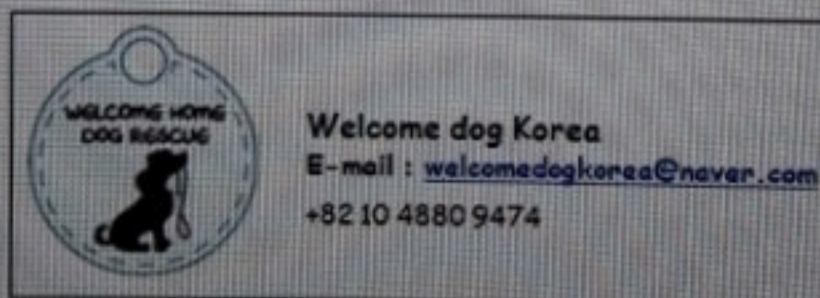 WELCOME HOME
DOG RESCUE
Welcome dog Korea
E-mail : welcomedogkorea@naver.com
+82 10 4880 9474